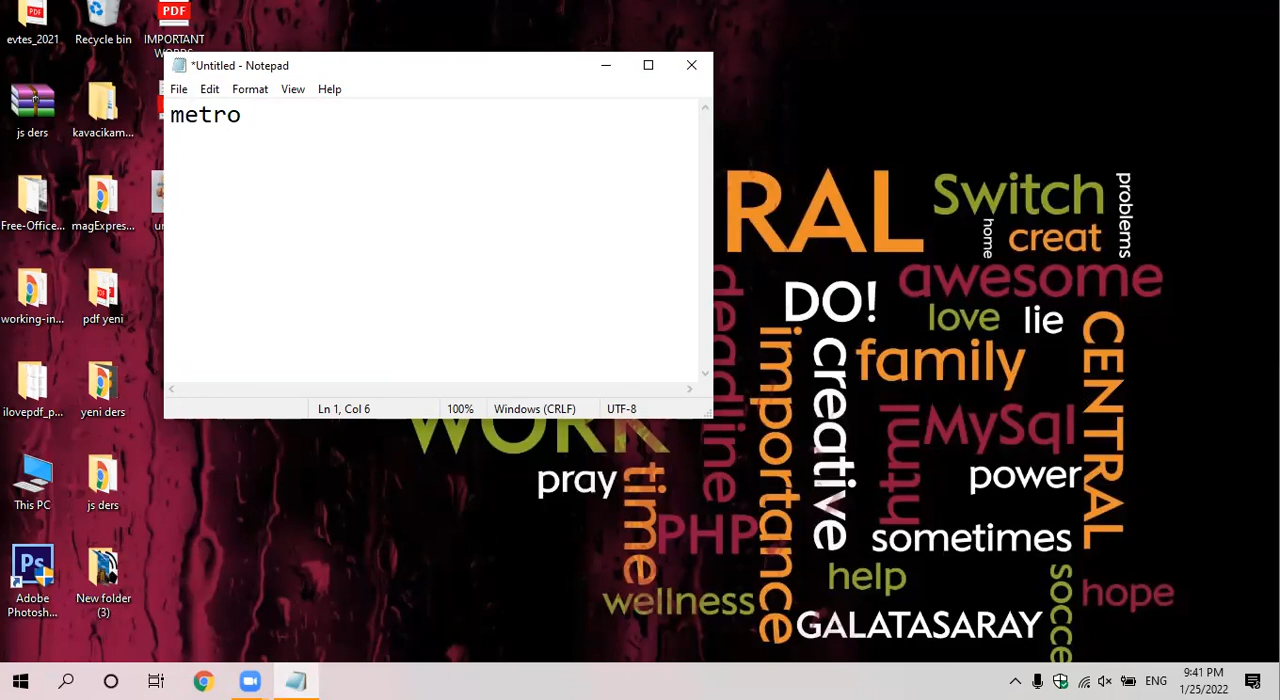 evtes_2021
Recycle bin
PDF
IMPORTANT
js ders
kavacikam...
Free-Office...
magExpres...
working-in...
pdf yeni
ilovepdf_p...
yeni ders
This PC
js ders
Adobe
Photosh...
New folder
(3)
*Untitled - Notepad
File Edit Format View Help
metro
Ln 1, Col 6
100%
Windows (CRLF)
UTF-8
RAL
Switch
problems
home
creat
awesome
DO!
love
lie
deadline
importance
creative
family
CENTRAL
WORK
html
MySql
pray
time
power
PHP
sometimes
help
wellness
GALATASARAY
hope
ENG
9:41 PM
1/25/2022